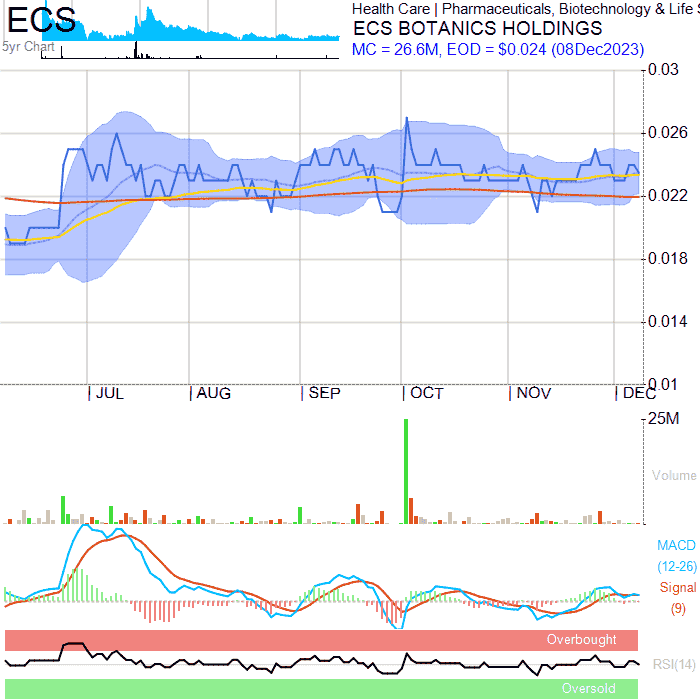 ECS
Health Care | Pharmaceuticals, Biotechnology & Life
ECS BOTANICS HOLDINGS
5yr Chart
MC = 26.6M, EOD = $0.024 (08Dec2023)
0.03
0.026
0.022
0.018
0.014
0.01
JUL AUG SEP OCT NOV DEC
25M
Volume
MACD
(12-26)
Signal
(9)
Overbought
RSI(14)
Oversold